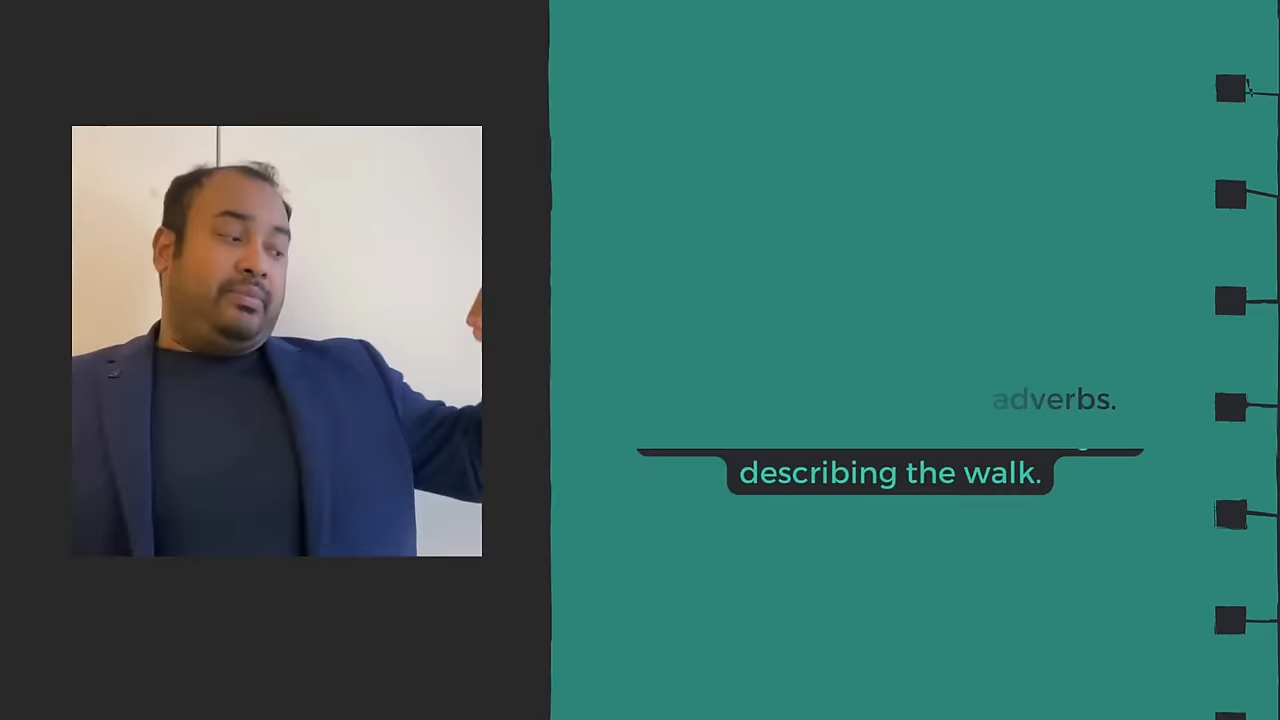 adverbs.
describing the walk.